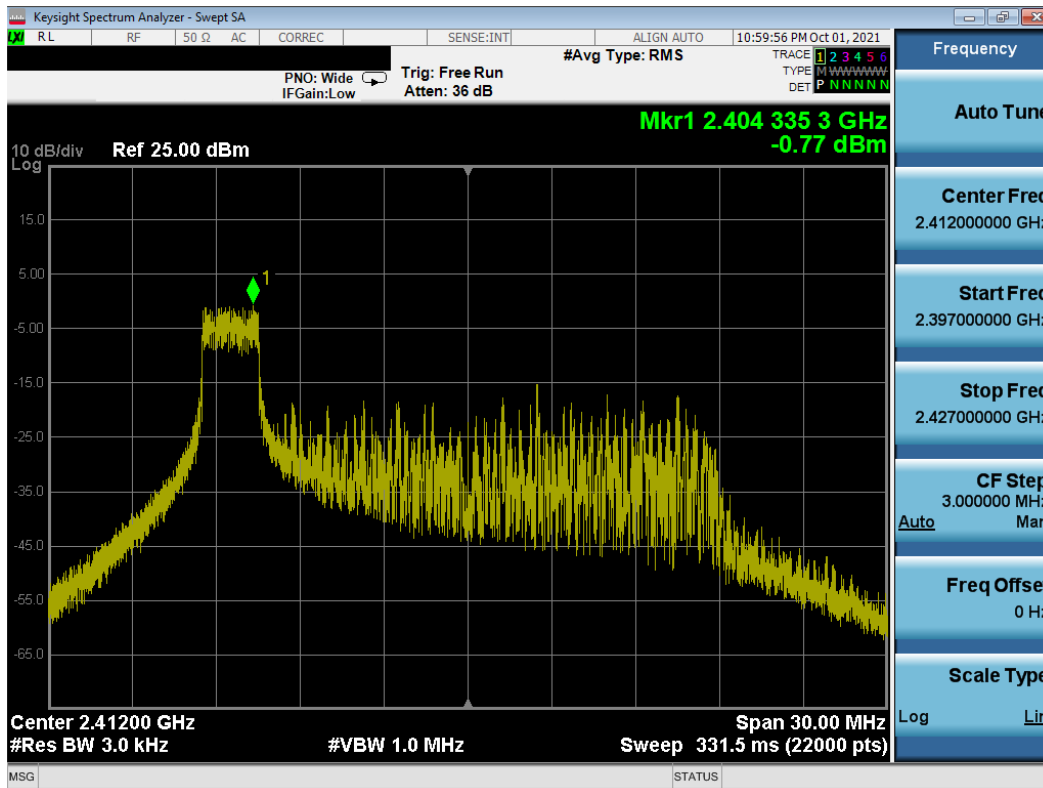 Keysight Spectrum Analyzer - Swept SA
LXI RL RF 50 Ω AC CORREC SENSE:INT ALIGN AUTO 10:59:56 PM Oct 01, 2021
#Avg Type: RMS TRACE 1 2 3 4 5 6
PNO: Wide Trig: Free Run TYPE M WWWWW
IFGain:Low Atten: 36 dB DET P N N N N N
Mkr1 2.404 335 3 GHz
-0.77 dBm
10 dB/div Ref 25.00 dBm
Log
15.0
5.00
-5.00
-15.0
-25.0
-35.0
-45.0
-55.0
-65.0
1
Center 2.41200 GHz Span 30.00 MHz
#Res BW 3.0 kHz #VBW 1.0 MHz Sweep 331.5 ms (22000 pts)
MSG STATUS
Frequency
Auto Tune
Center Freq
2.412000000 GHz
Start Freq
2.397000000 GHz
Stop Freq
2.427000000 GHz
CF Step
3.000000 MHz
Auto Man
Freq Offset
0 Hz
Scale Type
Log Lin